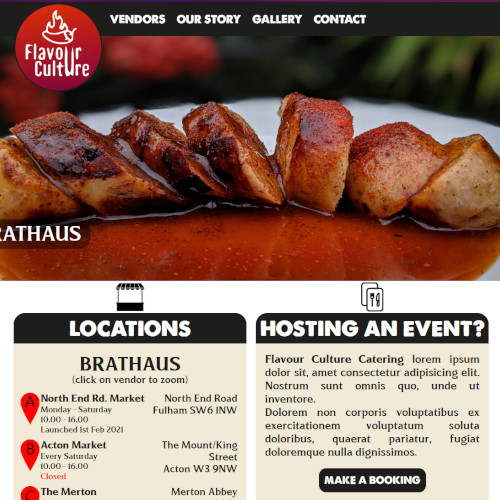 Flavour
Culture
VENDORS OUR STORY GALLERY CONTACT
RATHAUS
LOCATIONS
BRATHAUS
(click on vendor to zoom)
A
North End Rd. Market
Monday - Saturday
10.00 - 16.00
Launched 1st Feb 2021
North End Road
Fulham SW6 1NW
B
Acton Market
Every Saturday
10.00 - 16.00
Closed
The Mount/King
Street
Acton W3 9NW
C
The Merton
Merton Abbey
HOSTING AN EVENT?
Flavour Culture Catering lorem ipsum
dolor sit, amet consectetur adipisicing elit.
Nostrum sunt omnis quo, unde ut
inventore.
Dolorem non corporis voluptatibus ex
exercitationem voluptatum soluta
doloribus, quaerat pariatur, fugiat
doloremque nulla dignissimos.
MAKE A BOOKING